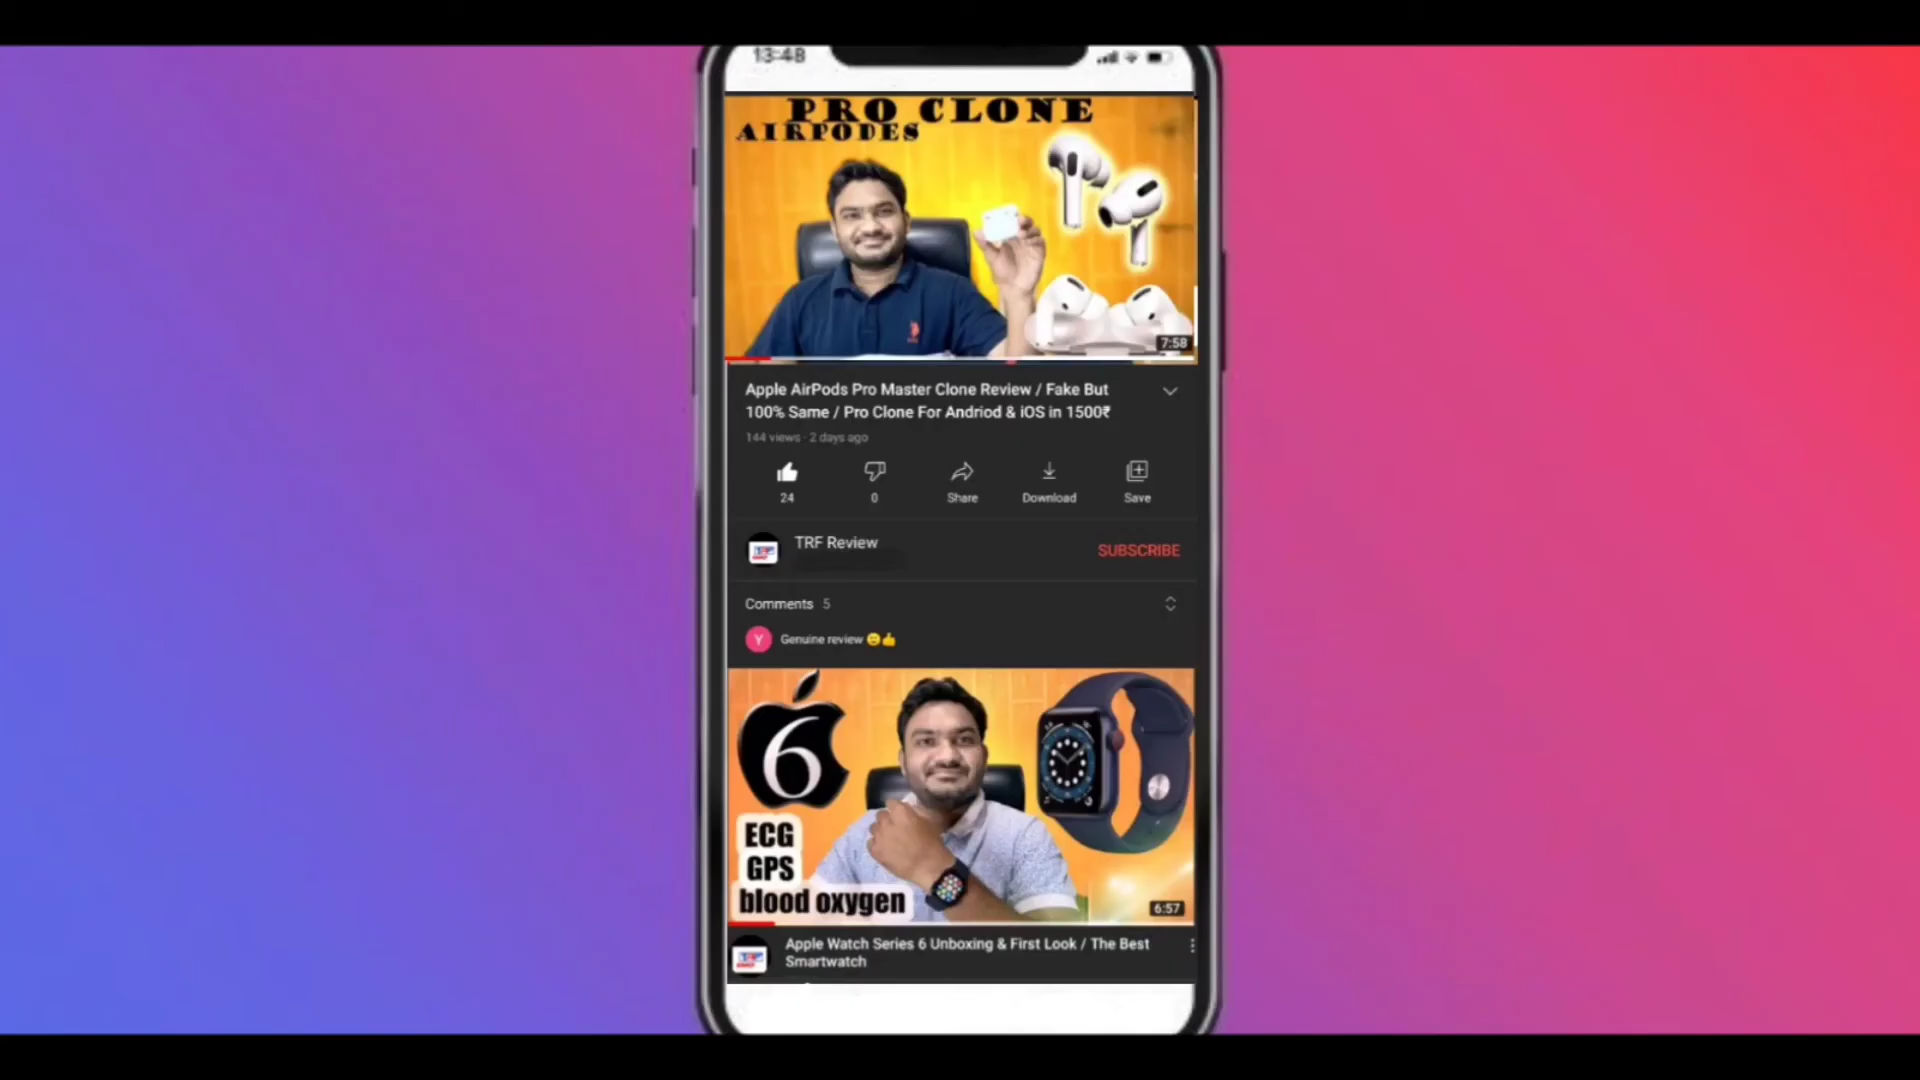 13:48
PRO CLONE
AIRPODES
7:58
Apple AirPods Pro Master Clone Review / Fake But
100% Same / Pro Clone For Andriod & iOS in 1500₹
144 views · 2 days ago
24
0
Share
Download
Save
TRF Review
SUBSCRIBE
Comments 5
Y
Genuine review 🙂👍
6
ECG
GPS
blood oxygen
6:57
Apple Watch Series 6 Unboxing & First Look / The Best
Smartwatch